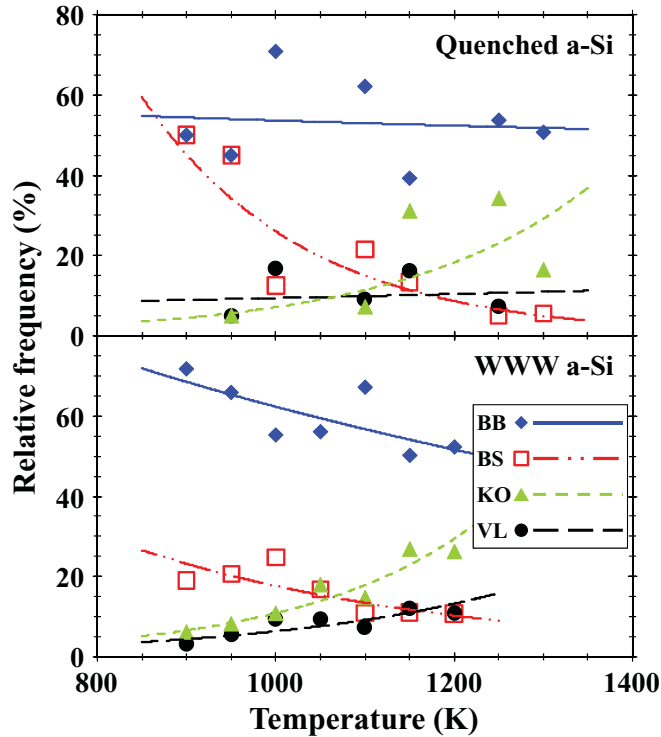 Quenched a-Si
80
60
40
20
0
Relative frequency (%)
WWW a-Si
60
40
20
0
BB
BS
KO
VL
800
1000
1200
1400
Temperature (K)